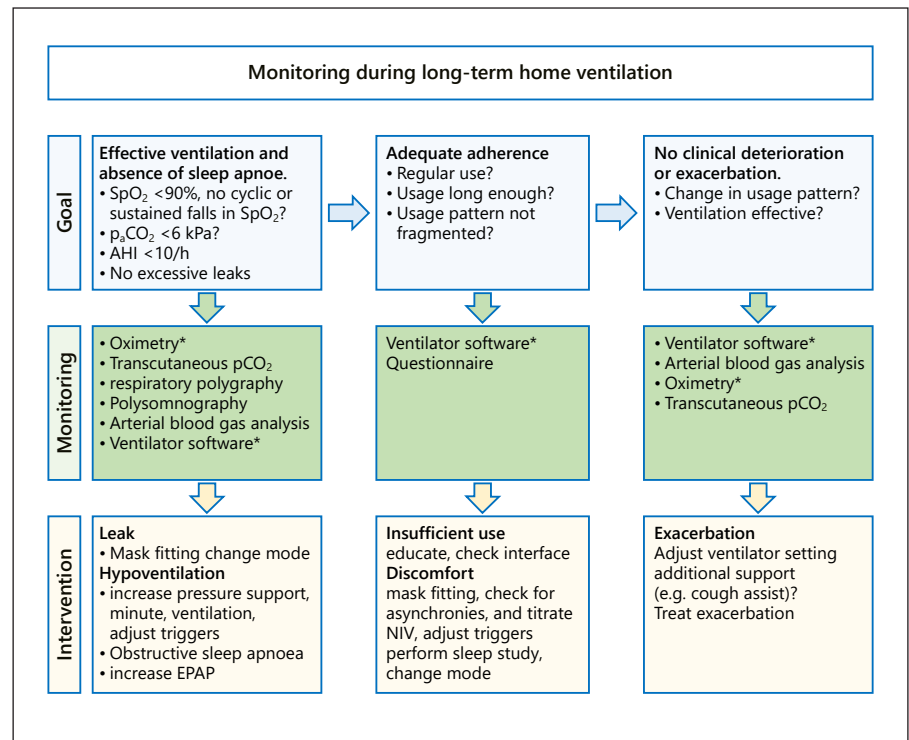 Monitoring during long-term home ventilation
Goal
Effective ventilation and
absence of sleep apnoe.
• SpO₂ <90%, no cyclic or
sustained falls in SpO₂?
• pₐCO₂ <6 kPa?
• AHI <10/h
• No excessive leaks
Adequate adherence
• Regular use?
• Usage long enough?
• Usage pattern not
fragmented?
No clinical deterioration
or exacerbation.
• Change in usage pattern?
• Ventilation effective?
Monitoring
• Oximetry*
• Transcutaneous pCO₂
• respiratory polygraphy
• Polysomnography
• Arterial blood gas analysis
• Ventilator software*
Ventilator software*
Questionnaire
• Ventilator software*
• Arterial blood gas analysis
• Oximetry*
• Transcutaneous pCO₂
Intervention
Leak
• Mask fitting change mode
Hypoventilation
• increase pressure support,
minute, ventilation,
adjust triggers
• Obstructive sleep apnoea
• increase EPAP
Insufficient use
educate, check interface
Discomfort
mask fitting, check for
asynchronies, and titrate
NIV, adjust triggers
perform sleep study,
change mode
Exacerbation
Adjust ventilator setting
additional support
(e.g. cough assist)?
Treat exacerbation